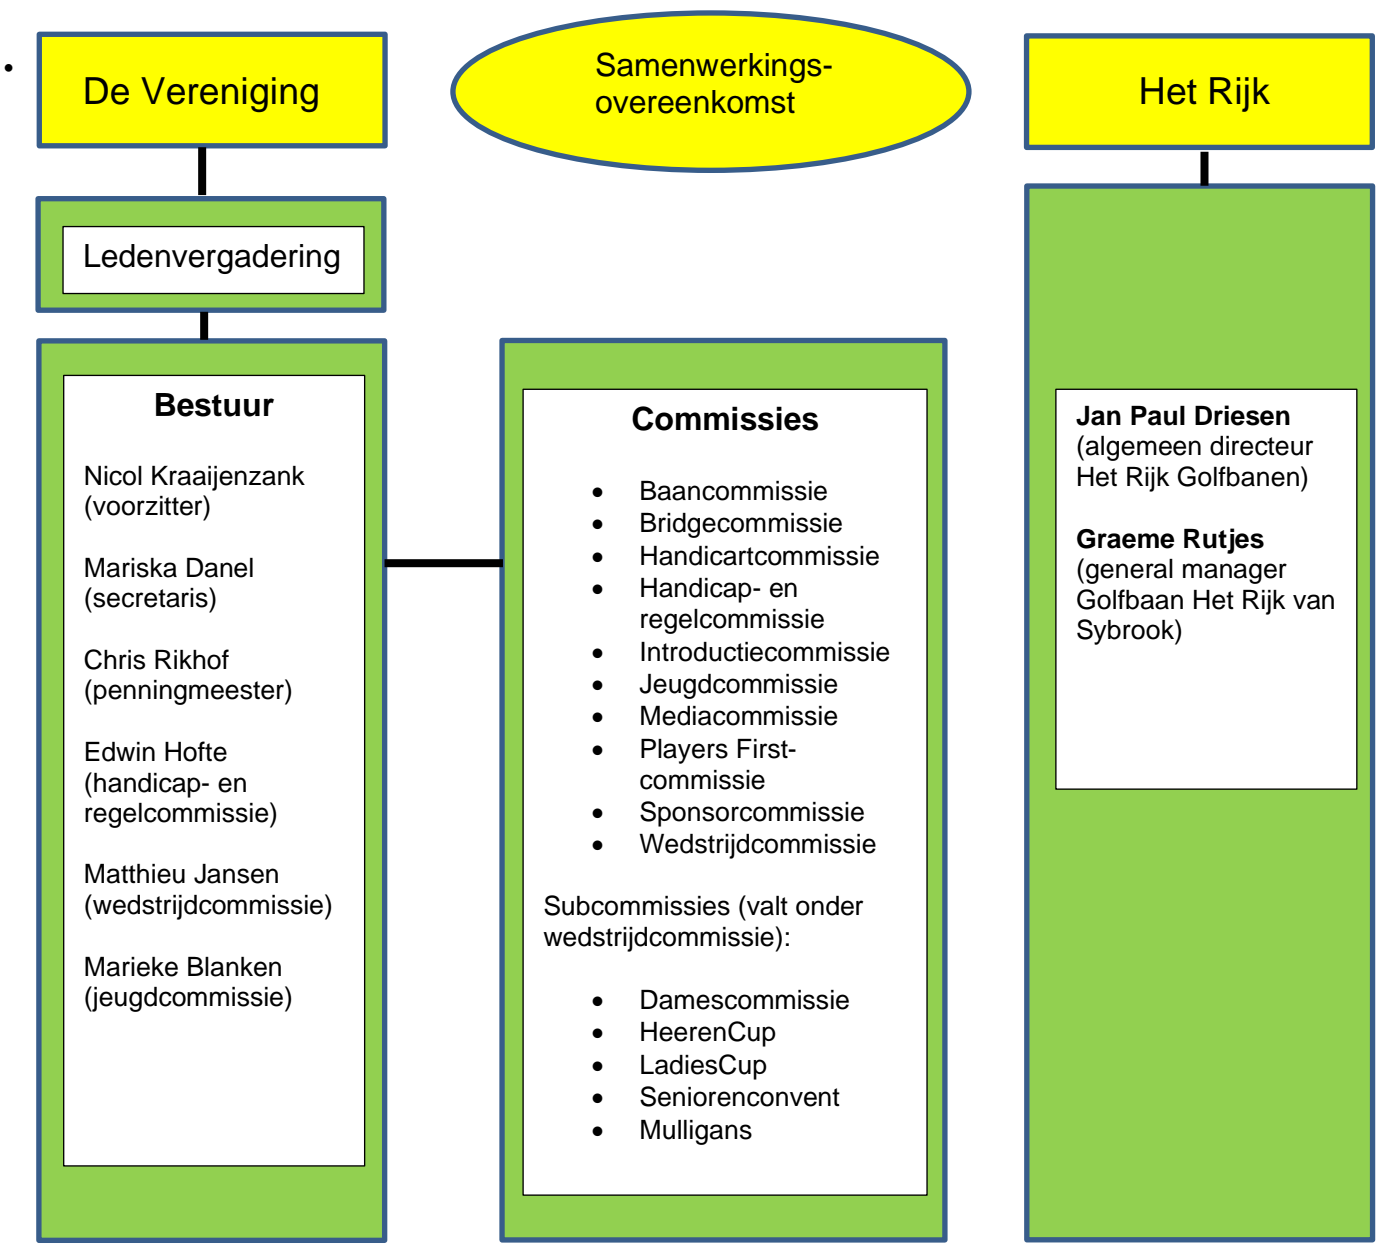 •
De Vereniging
Samenwerkings-
overeenkomst
Het Rijk
Ledenvergadering
Bestuur
Nicol Kraaijenzank
(voorzitter)
Mariska Danel
(secretaris)
Chris Rikhof
(penningmeester)
Edwin Hofte
(handicap- en
regelcommissie)
Matthieu Jansen
(wedstrijdcommissie)
Marieke Blanken
(jeugdcommissie)
Commissies
• Baancommissie
• Bridgecommissie
• Handicartcommissie
• Handicap- en
regelcommissie
• Introductiecommissie
• Jeugdcommissie
• Mediacommissie
• Players First-
commissie
• Sponsorcommissie
• Wedstrijdcommissie
Subcommissies (valt onder
wedstrijdcommissie):
• Damescommissie
• HeerenCup
• LadiesCup
• Seniorenconvent
• Mulligans
Jan Paul Driesen
(algemeen directeur
Het Rijk Golfbanen)
Graeme Rutjes
(general manager
Golfbaan Het Rijk van
Sybrook)